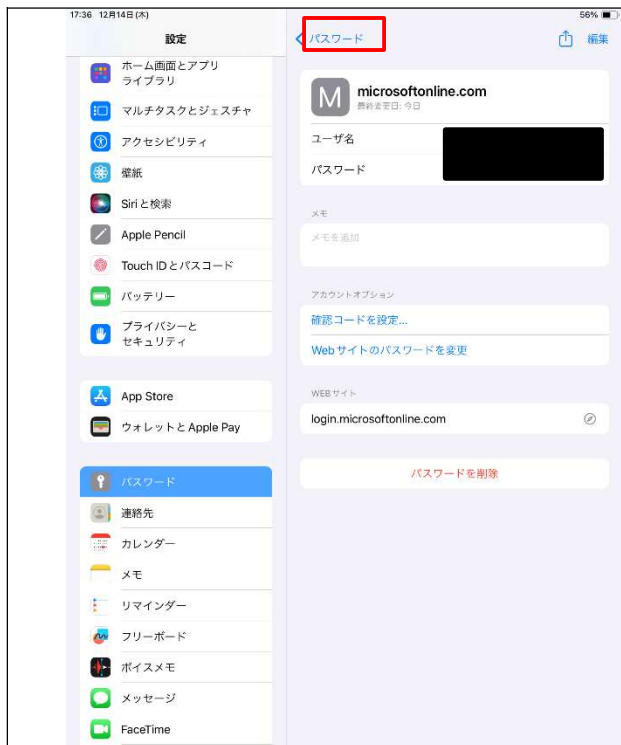 17:36 12月14日(木)
56%
設定
パスワード
編集
ホーム画面とアプリ
ライブラリ
マルチタスクとジェスチャ
アクセシビリティ
壁紙
Siriと検索
Apple Pencil
Touch IDとパスコード
バッテリー
プライバシーと
セキュリティ
App Store
ウォレットとApple Pay
パスワード
連絡先
カレンダー
メモ
リマインダー
フリーボード
ボイスメモ
メッセージ
FaceTime
M
microsoftonline.com
最終変更日: 今日
ユーザ名
パスワード
メモ
メモを追加
アカウントオプション
確認コードを設定...
Webサイトのパスワードを変更
WEBサイト
login.microsoftonline.com
パスワードを削除